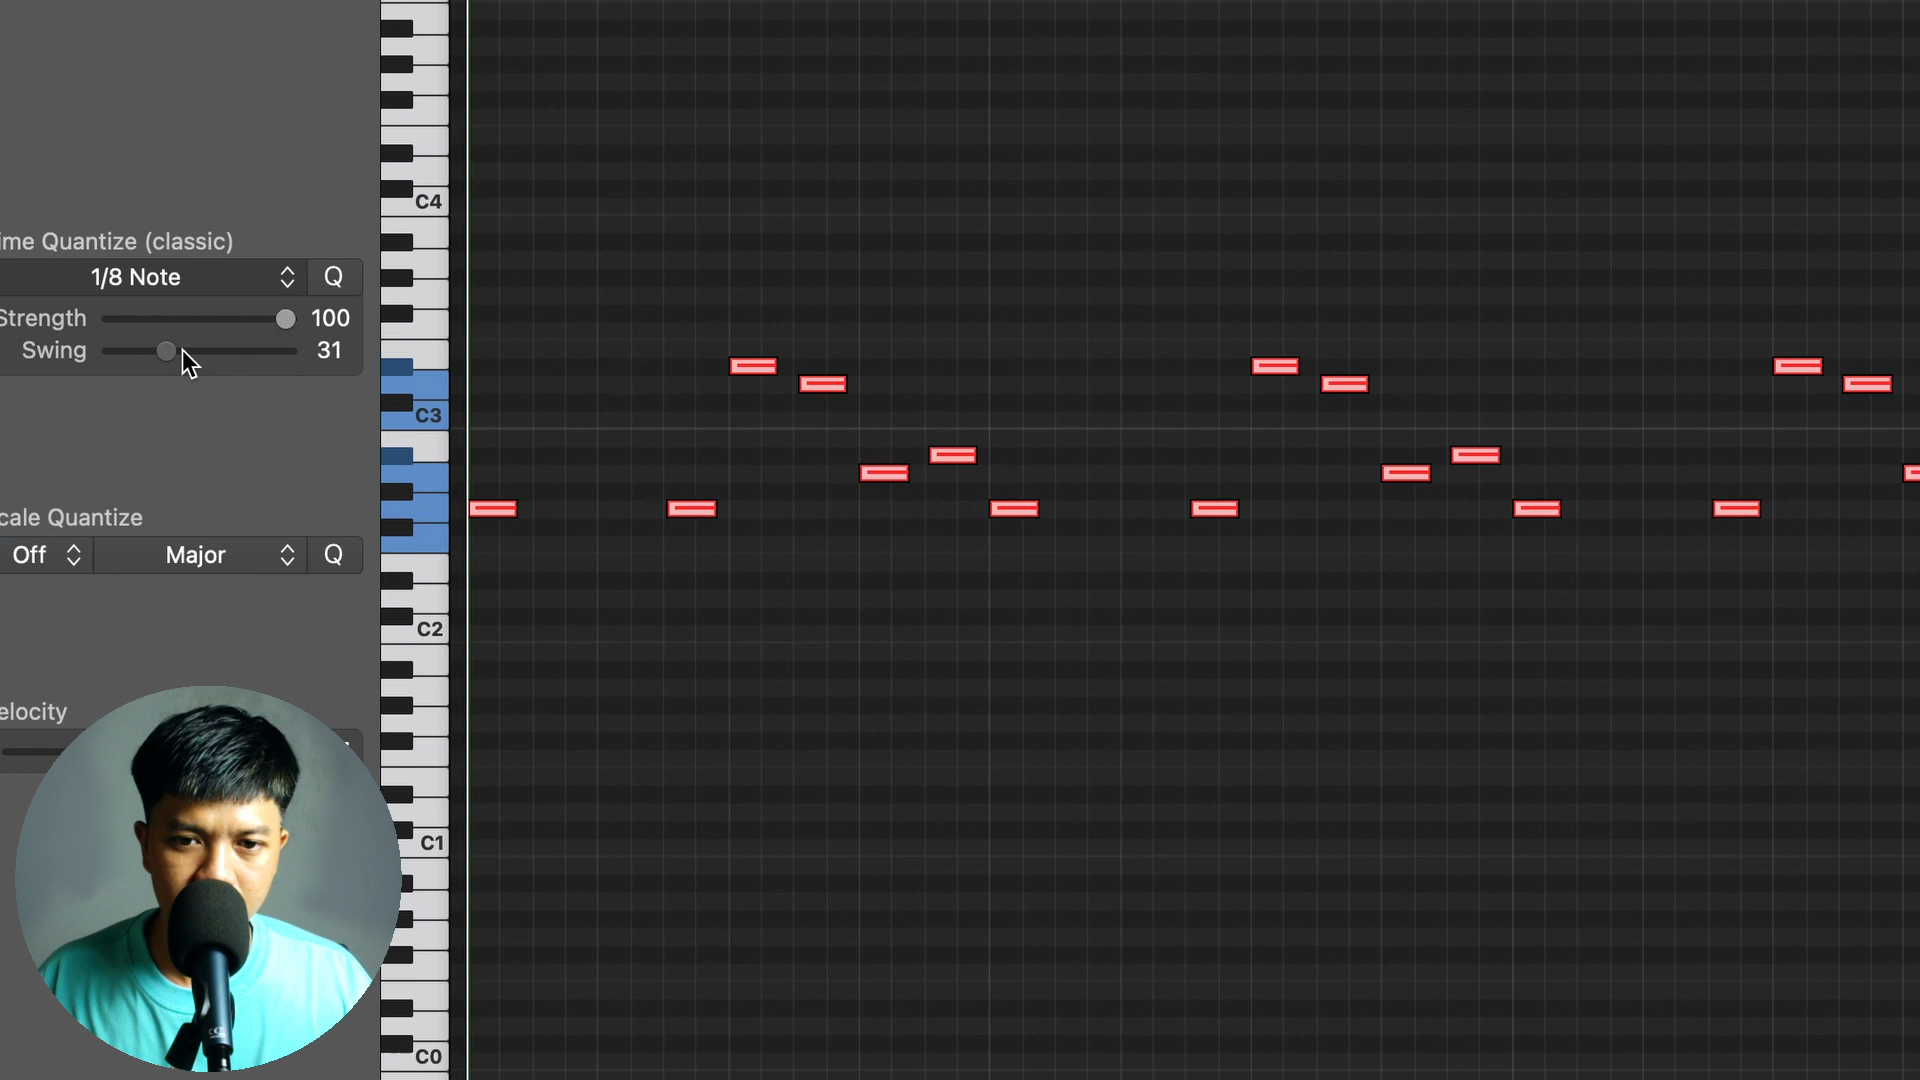 C4
ime Quantize (classic)
1/8 Note Q
Strength 100
Swing 31
C3
cale Quantize
Off Major Q
C2
elocity
C1
C0